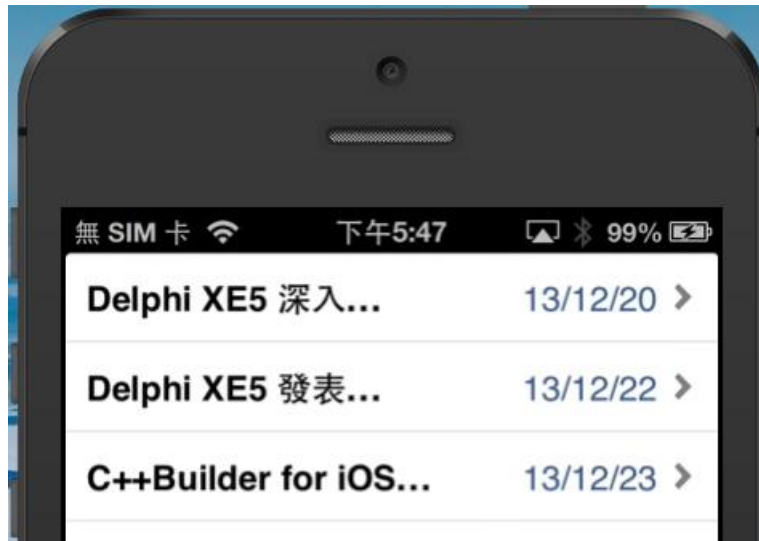 無 SIM 卡 下午5:47 99%
Delphi XE5 深入... 13/12/20
Delphi XE5 發表... 13/12/22
C++Builder for iOS... 13/12/23